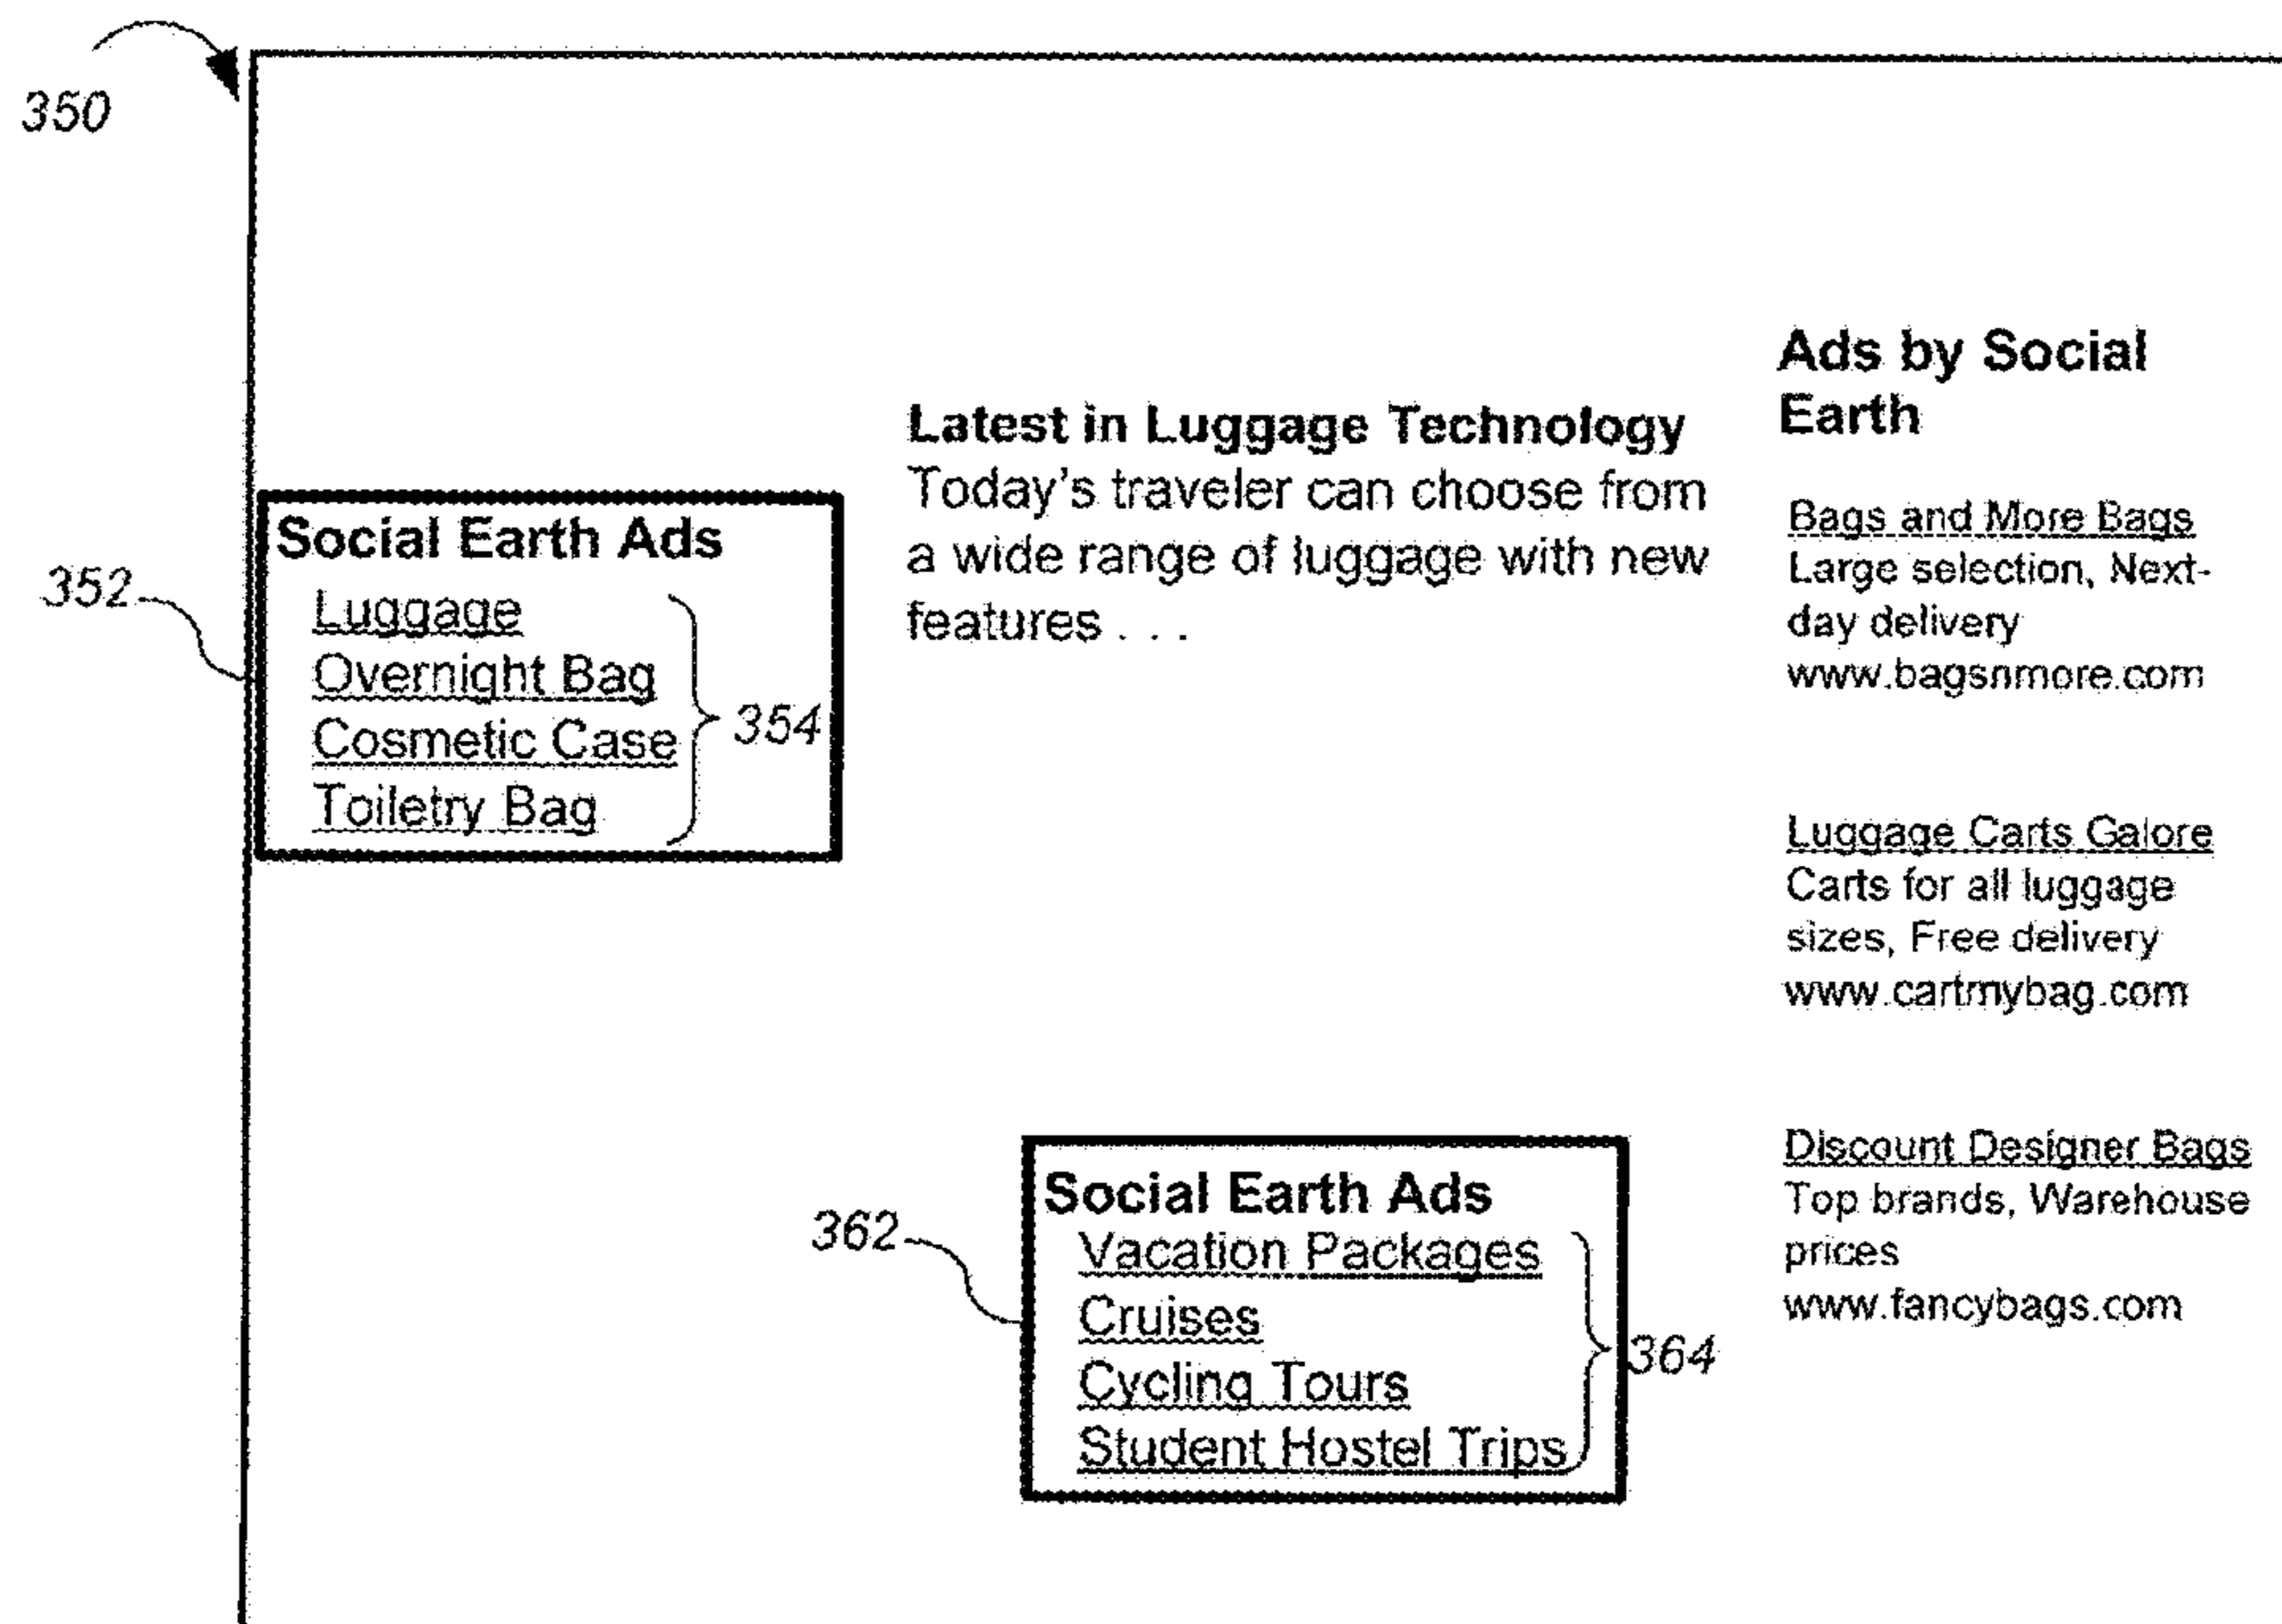 350
352
Social Earth Ads
Luggage
Overnight Bag
Cosmetic Case
Toiletry Bag
354
Latest in Luggage Technology
Today's traveler can choose from
a wide range of luggage with new
features . . .
Ads by Social
Earth
Bags and More Bags
Large selection, Next-
day delivery
www.bagsnmore.com
Luggage Carts Galore
Carts for all luggage
sizes, Free delivery
www.cartmybag.com
Discount Designer Bags
Top brands, Warehouse
prices
www.fancybags.com
362
Social Earth Ads
Vacation Packages
Cruises
Cycling Tours
Student Hostel Trips
364